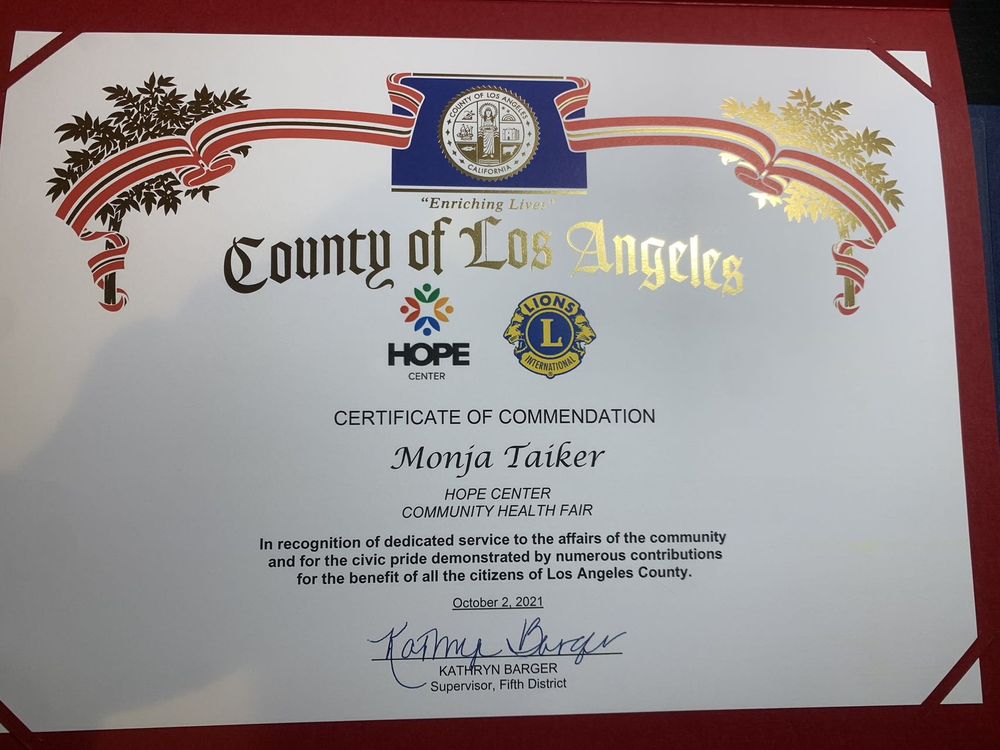 COUNTY OF LOS ANGELES
CALIFORNIA
"Enriching Lives"
County of Los Angeles
HOPE
CENTER
LIONS
L
INTERNATIONAL
CERTIFICATE OF COMMENDATION
Monja Taiker
HOPE CENTER
COMMUNITY HEALTH FAIR
In recognition of dedicated service to the affairs of the community
and for the civic pride demonstrated by numerous contributions
for the benefit of all the citizens of Los Angeles County.
October 2, 2021
Kathryn Barger
KATHRYN BARGER
Supervisor, Fifth District